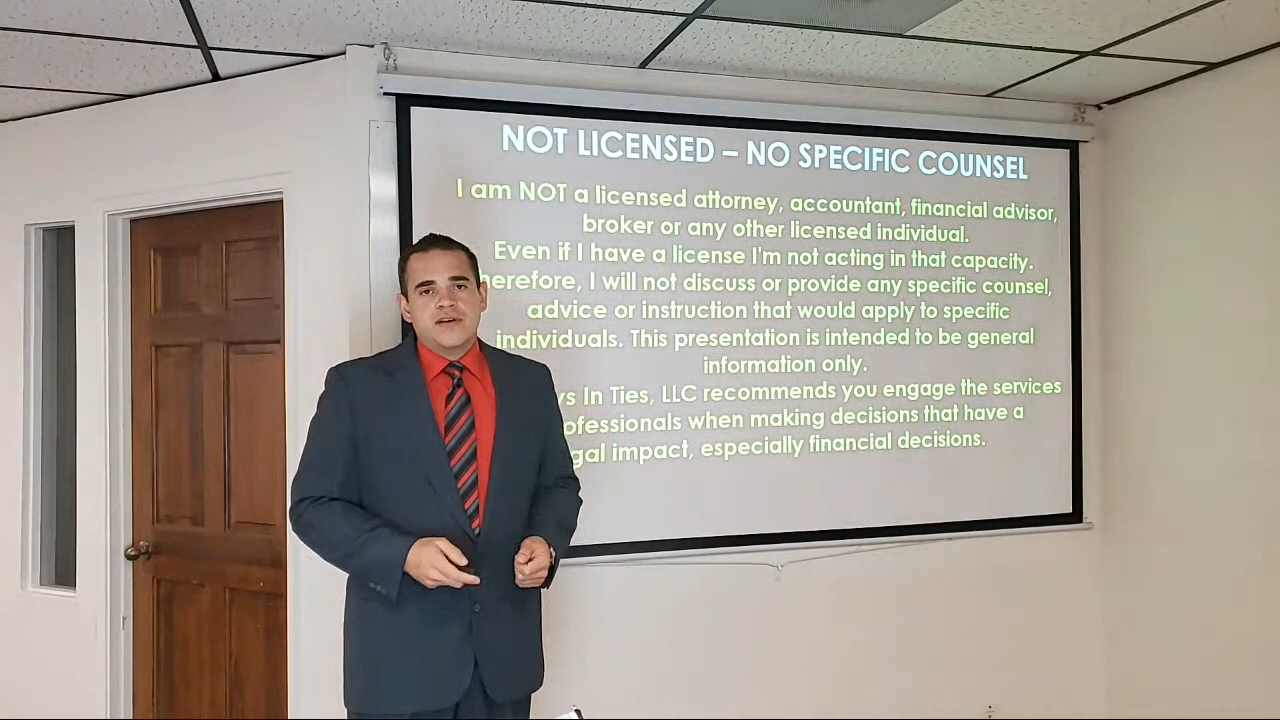 NOT LICENSED – NO SPECIFIC COUNSEL
I am NOT a licensed attorney, accountant, financial advisor,
broker or any other licensed individual.
Even if I have a license I'm not acting in that capacity.
herefore, I will not discuss or provide any specific counsel,
advice or instruction that would apply to specific
individuals. This presentation is intended to be general
information only.
ys In Ties, LLC recommends you engage the services
ofessionals when making decisions that have a
gal impact, especially financial decisions.